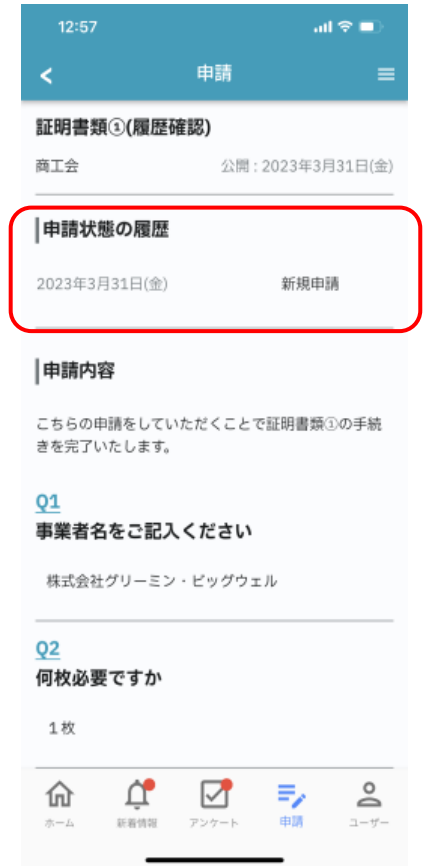 12:57
申請
証明書類①(履歴確認)
商工会 公開 : 2023年3月31日(金)
申請状態の履歴
2023年3月31日(金) 新規申請
申請内容
こちらの申請をしていただくことで証明書類①の手続
きを完了いたします。
Q1
事業者名をご記入ください
株式会社グリーミン・ビッグウェル
Q2
何枚必要ですか
1枚
ホーム 新着情報 アンケート 申請 ユーザー